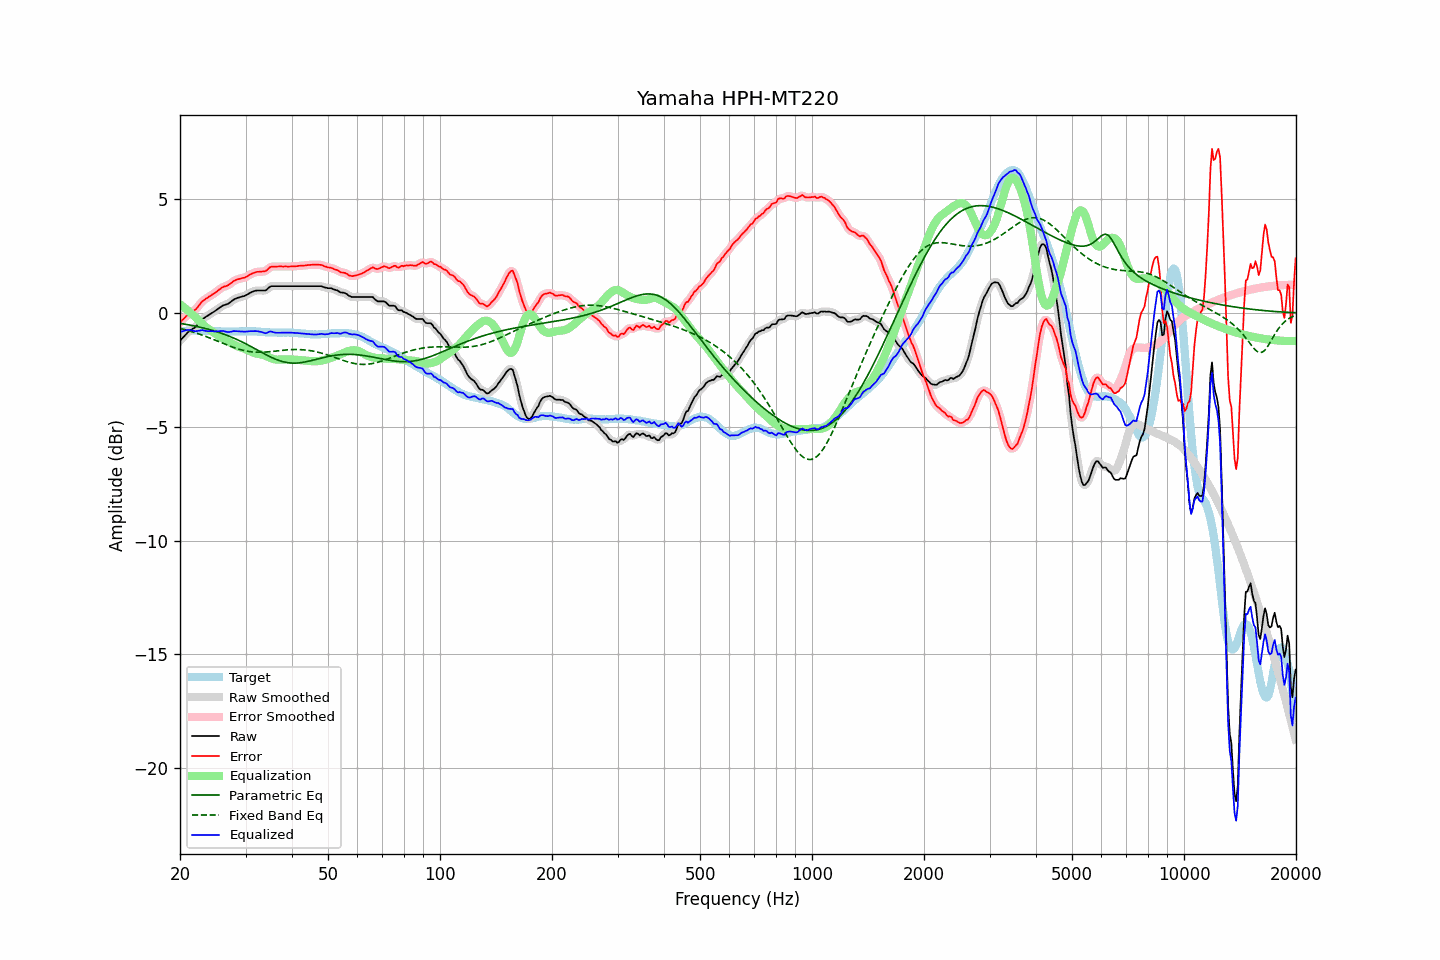 Yamaha HPH-MT220
5
0
−5
−10
−15
−20
Amplitude (dBr)
Target
Raw Smoothed
Error Smoothed
Raw
Error
Equalization
Parametric Eq
Fixed Band Eq
Equalized
20 50 100 200 500 1000 2000 5000 10000 20000
Frequency (Hz)